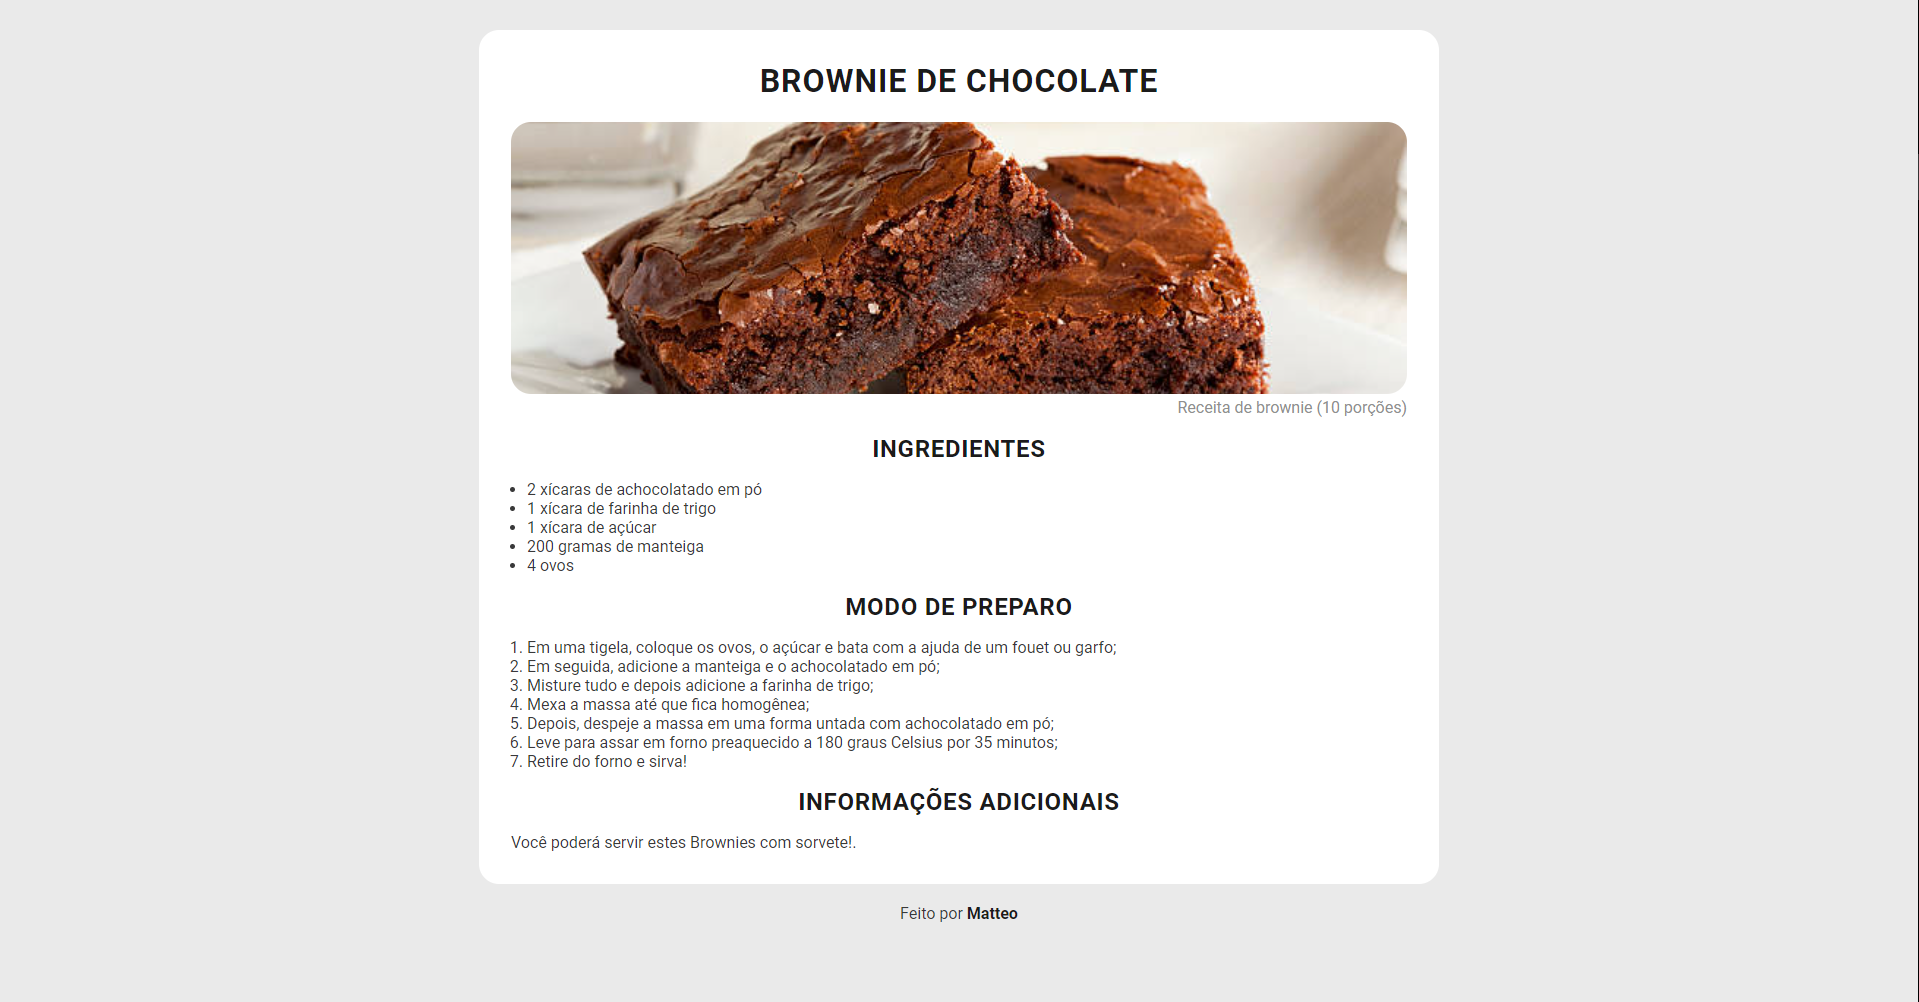 BROWNIE DE CHOCOLATE
Receita de brownie (10 porções)
INGREDIENTES
• 2 xícaras de achocolatado em pó
• 1 xícara de farinha de trigo
• 1 xícara de açúcar
• 200 gramas de manteiga
• 4 ovos
MODO DE PREPARO
1. Em uma tigela, coloque os ovos, o açúcar e bata com a ajuda de um fouet ou garfo;
2. Em seguida, adicione a manteiga e o achocolatado em pó;
3. Misture tudo e depois adicione a farinha de trigo;
4. Mexa a massa até que fica homogênea;
5. Depois, despeje a massa em uma forma untada com achocolatado em pó;
6. Leve para assar em forno preaquecido a 180 graus Celsius por 35 minutos;
7. Retire do forno e sirva!
INFORMAÇÕES ADICIONAIS
Você poderá servir estes Brownies com sorvete!.
Feito por Matteo